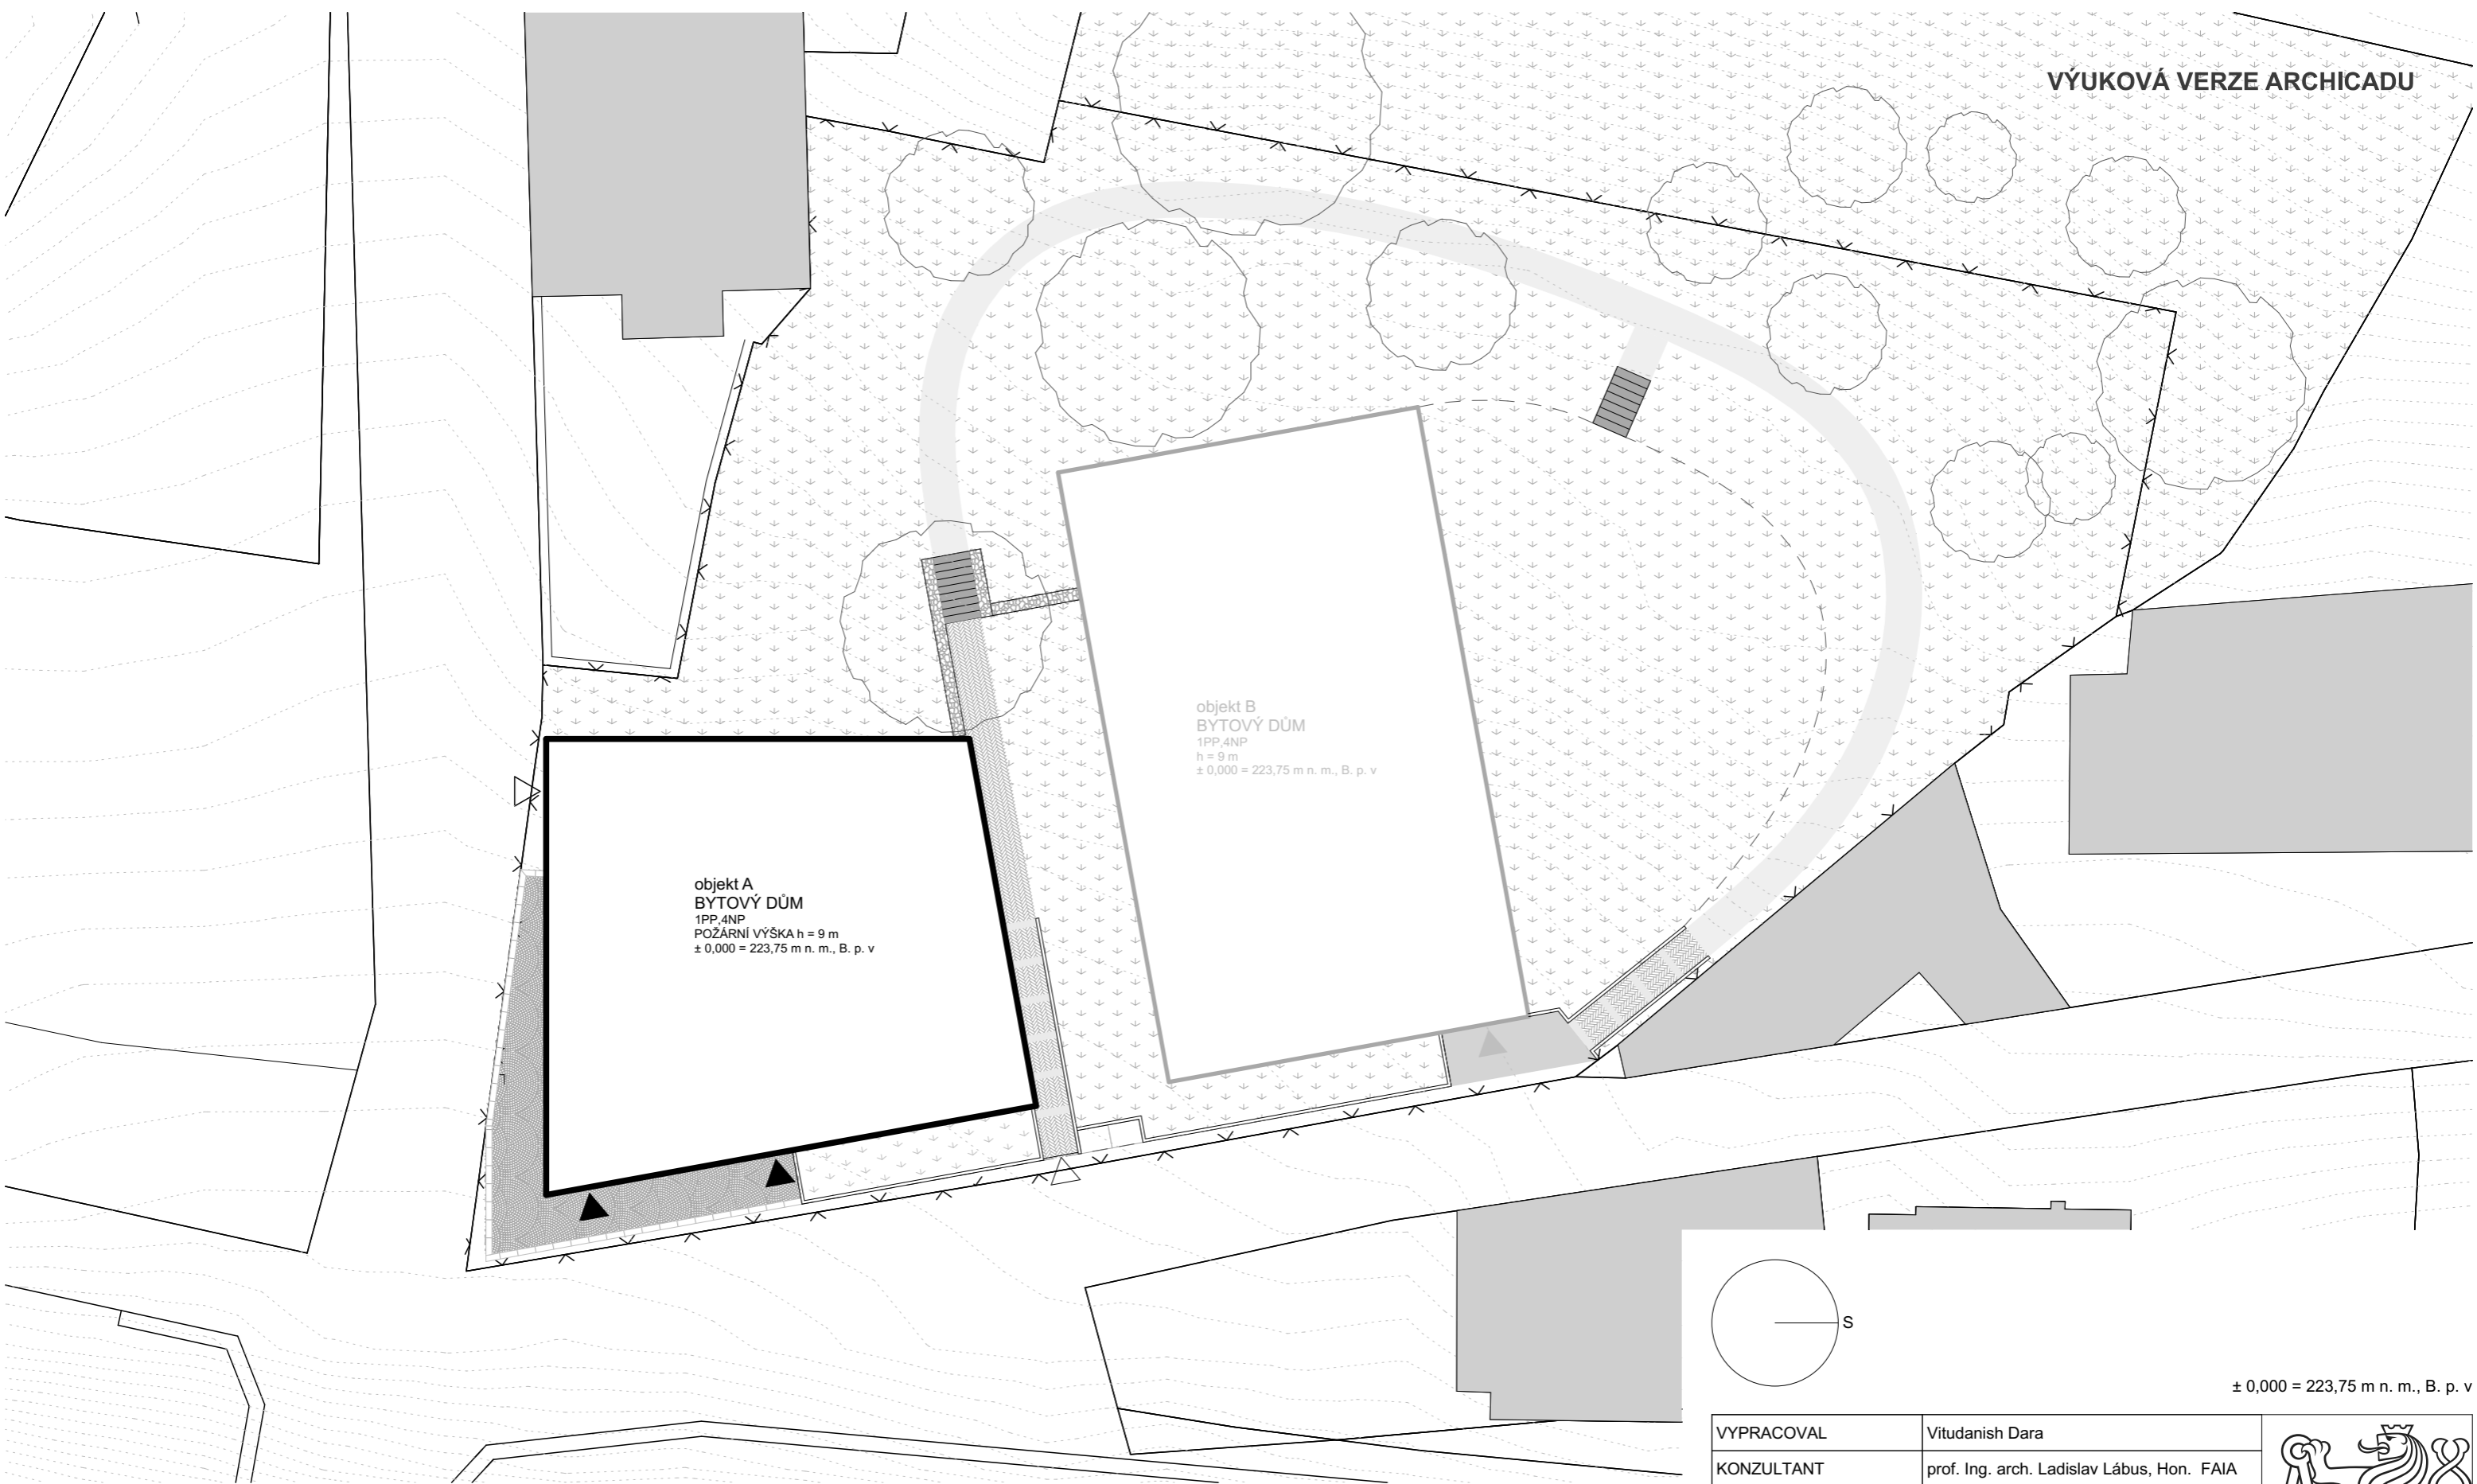 VÝUKOVÁ VERZE ARCHICADU
objekt B
BYTOVÝ DŮM
1PP,4NP
h = 9 m
± 0,000 = 223,75 m n. m., B. p. v
objekt A
BYTOVÝ DŮM
1PP,4NP
POŽÁRNÍ VÝŠKA h = 9 m
± 0,000 = 223,75 m n. m., B. p. v
S
± 0,000 = 223,75 m n. m., B. p. v
VYPRACOVAL Vitudanish Dara
KONZULTANT prof. Ing. arch. Ladislav Lábus, Hon. FAIA